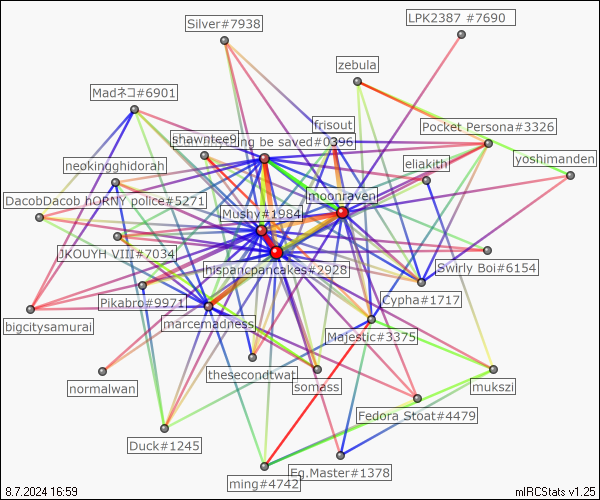 Silver#7938
LPK2387 #7690
zebula
Madネコ#6901
frisout
Pocket Persona#3326
shawntee9
ing be saved#0396
eliakith
yoshimanden
neokingghidorah
moonraven
DacobDacob hORNY police#5271
Mushy#1984
JKOUYH VIII#7034
hispancpancakes#2928
Swirly Boi#6154
Pikabro#9971
Cypha#1717
bigcitysamurai
marcemadness
Majestic#3375
thesecondtwat
somass
mukszi
normalwan
Fedora Stoat#4479
Duck#1245
Eg.Master#1378
ming#4742
8.7.2024 16:59
mIRCStats v1.25